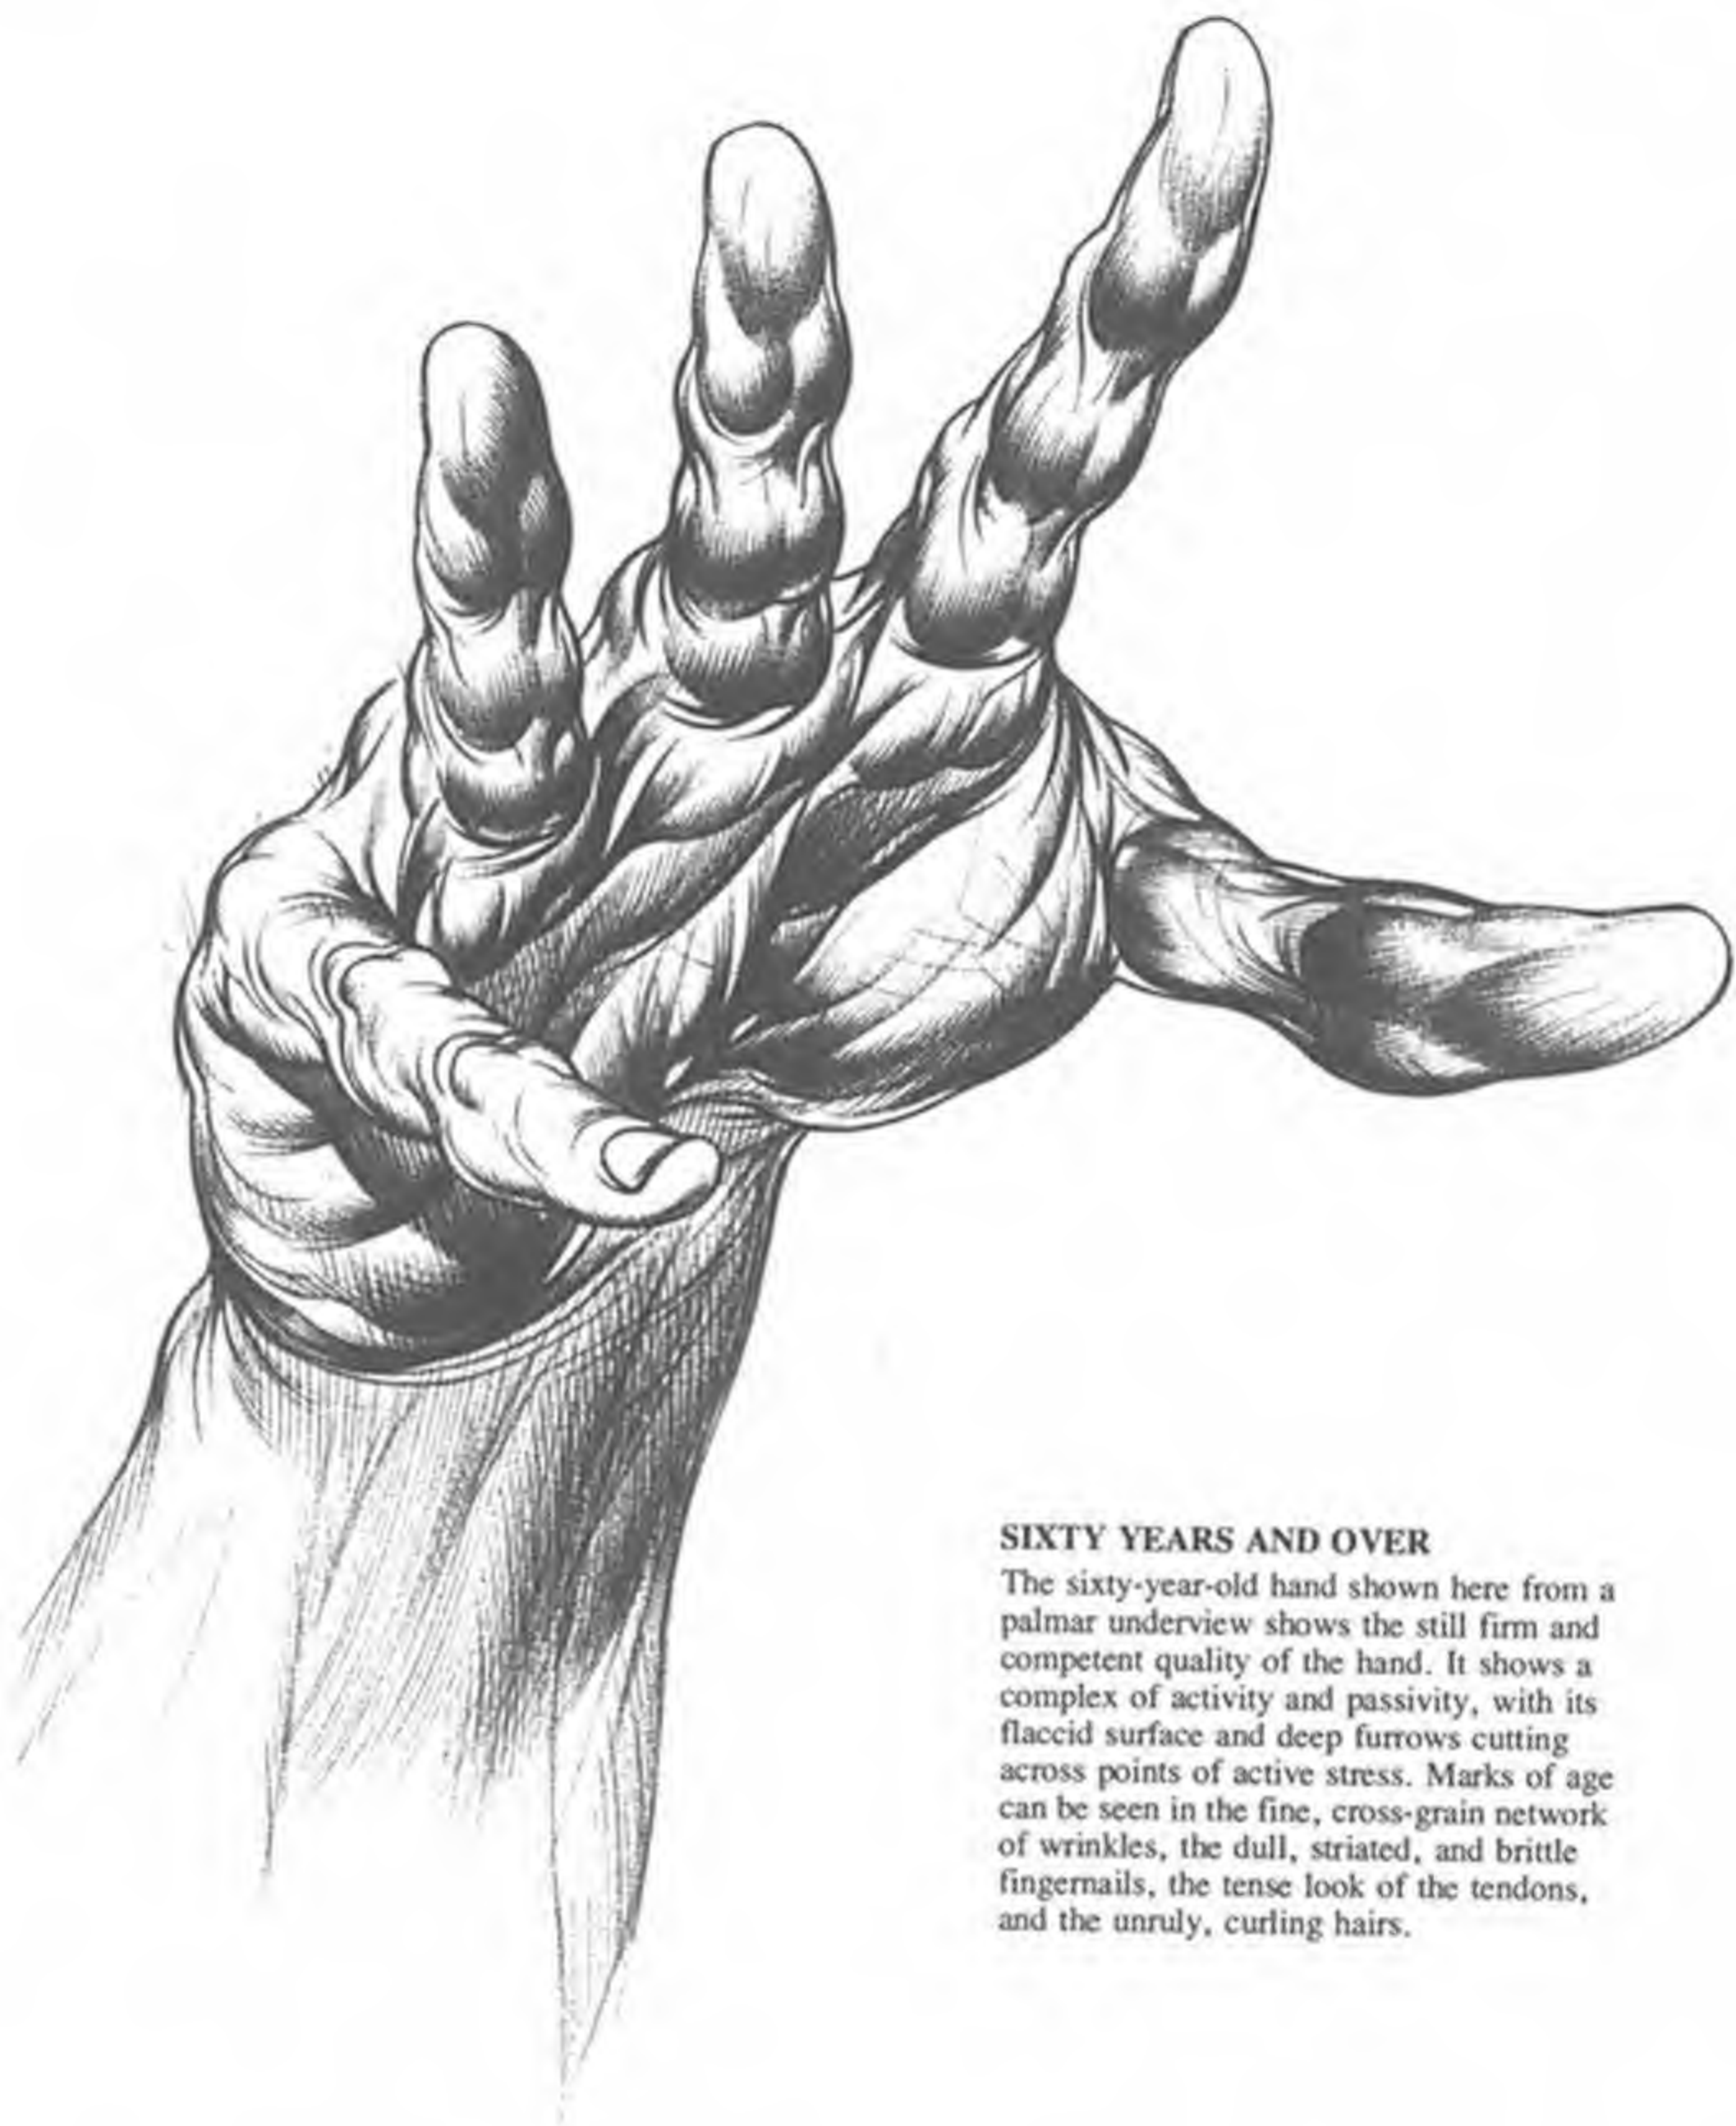 SIXTY YEARS AND OVER
The sixty-year-old hand shown here from a
palmar underview shows the still firm and
competent quality of the hand. It shows a
complex of activity and passivity, with its
flaccid surface and deep furrows cutting
across points of active stress. Marks of age
can be seen in the fine, cross-grain network
of wrinkles, the dull, striated, and brittle
fingernails, the tense look of the tendons,
and the unruly, curling hairs.